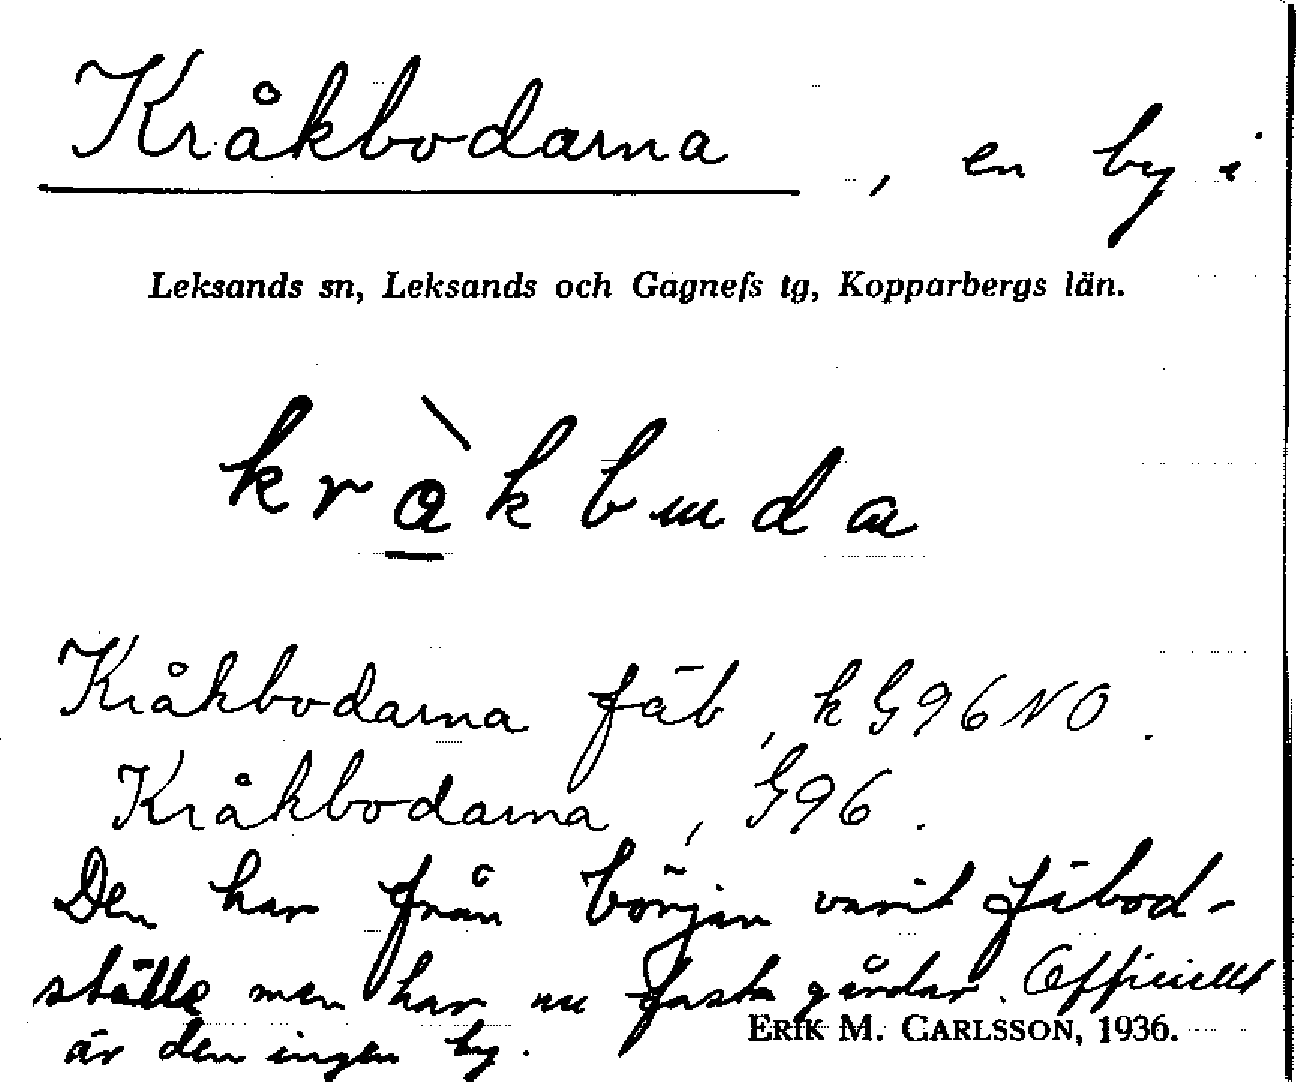 Kråkbodarna, en by i
Leksands sn, Leksands och Gagnefs tg, Kopparbergs län.
krὰkbuda
Kråkbodarna fäb, kG96NO.
Kråkbodarna, G96.
Den har från början varit fäbod-
ställe men har nu fasta gårdar. Officiellt
är den ingen by.
ERIK M. CARLSSON, 1936.